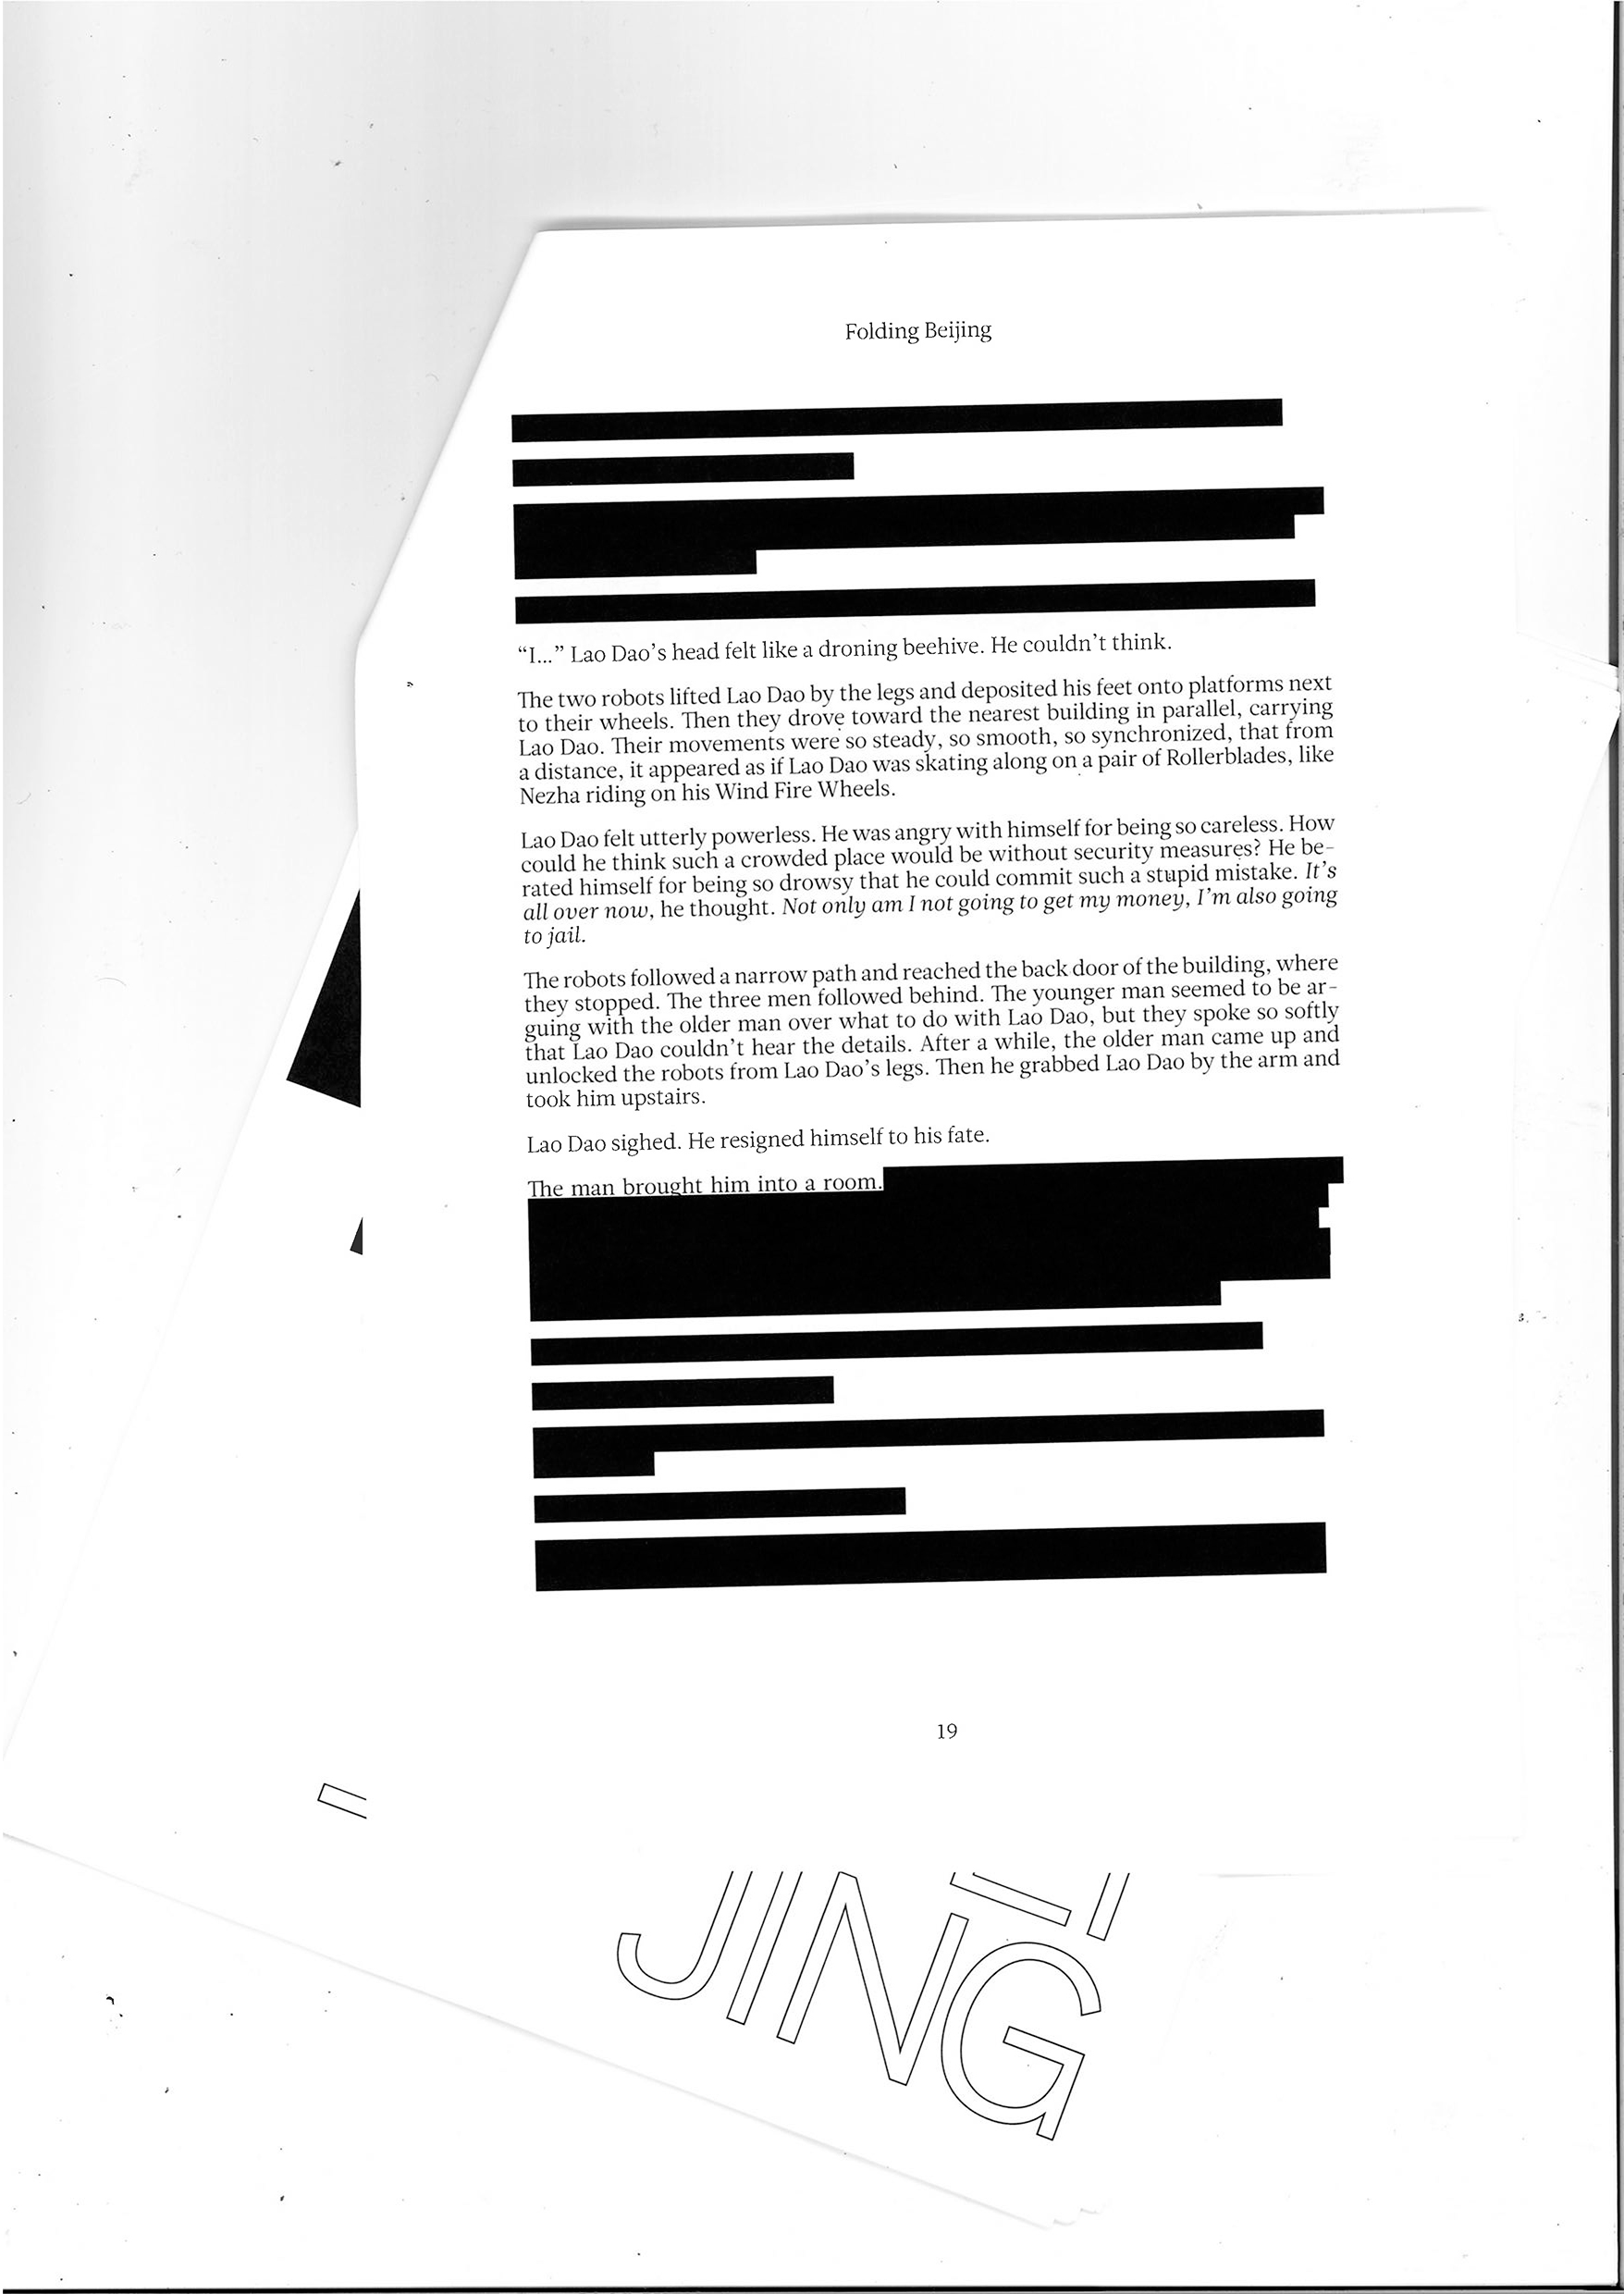 Folding Beijing
“I...” Lao Dao’s head felt like a droning beehive. He couldn’t think.
The two robots lifted Lao Dao by the legs and deposited his feet onto platforms next
to their wheels. Then they drove toward the nearest building in parallel, carrying
Lao Dao. Their movements were so steady, so smooth, so synchronized, that from
a distance, it appeared as if Lao Dao was skating along on a pair of Rollerblades, like
Nezha riding on his Wind Fire Wheels.
Lao Dao felt utterly powerless. He was angry with himself for being so careless. How
could he think such a crowded place would be without security measures? He be-
rated himself for being so drowsy that he could commit such a stupid mistake. It’s
all over now, he thought. Not only am I not going to get my money, I’m also going
to jail.
The robots followed a narrow path and reached the back door of the building, where
they stopped. The three men followed behind. The younger man seemed to be ar-
guing with the older man over what to do with Lao Dao, but they spoke so softly
that Lao Dao couldn’t hear the details. After a while, the older man came up and
unlocked the robots from Lao Dao’s legs. Then he grabbed Lao Dao by the arm and
took him upstairs.
Lao Dao sighed. He resigned himself to his fate.
The man brought him into a room.
19
JING